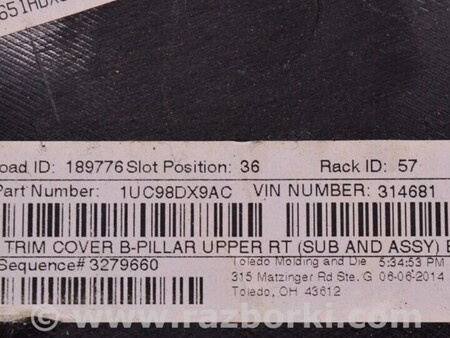 oad ID: 189776 Slot Position: 36 Rack ID: 57
Part Number: 1UC98DX9AC VIN NUMBER: 314681
TRIM COVER B-PILLAR UPPER RT (SUB AND ASSY)
Sequence# 3279660
Toledo Molding and Die 5:34:53 PM
315 Matzinger Rd Ste. G 06-06-2014
Toledo, OH 43612
© www.razborki.com